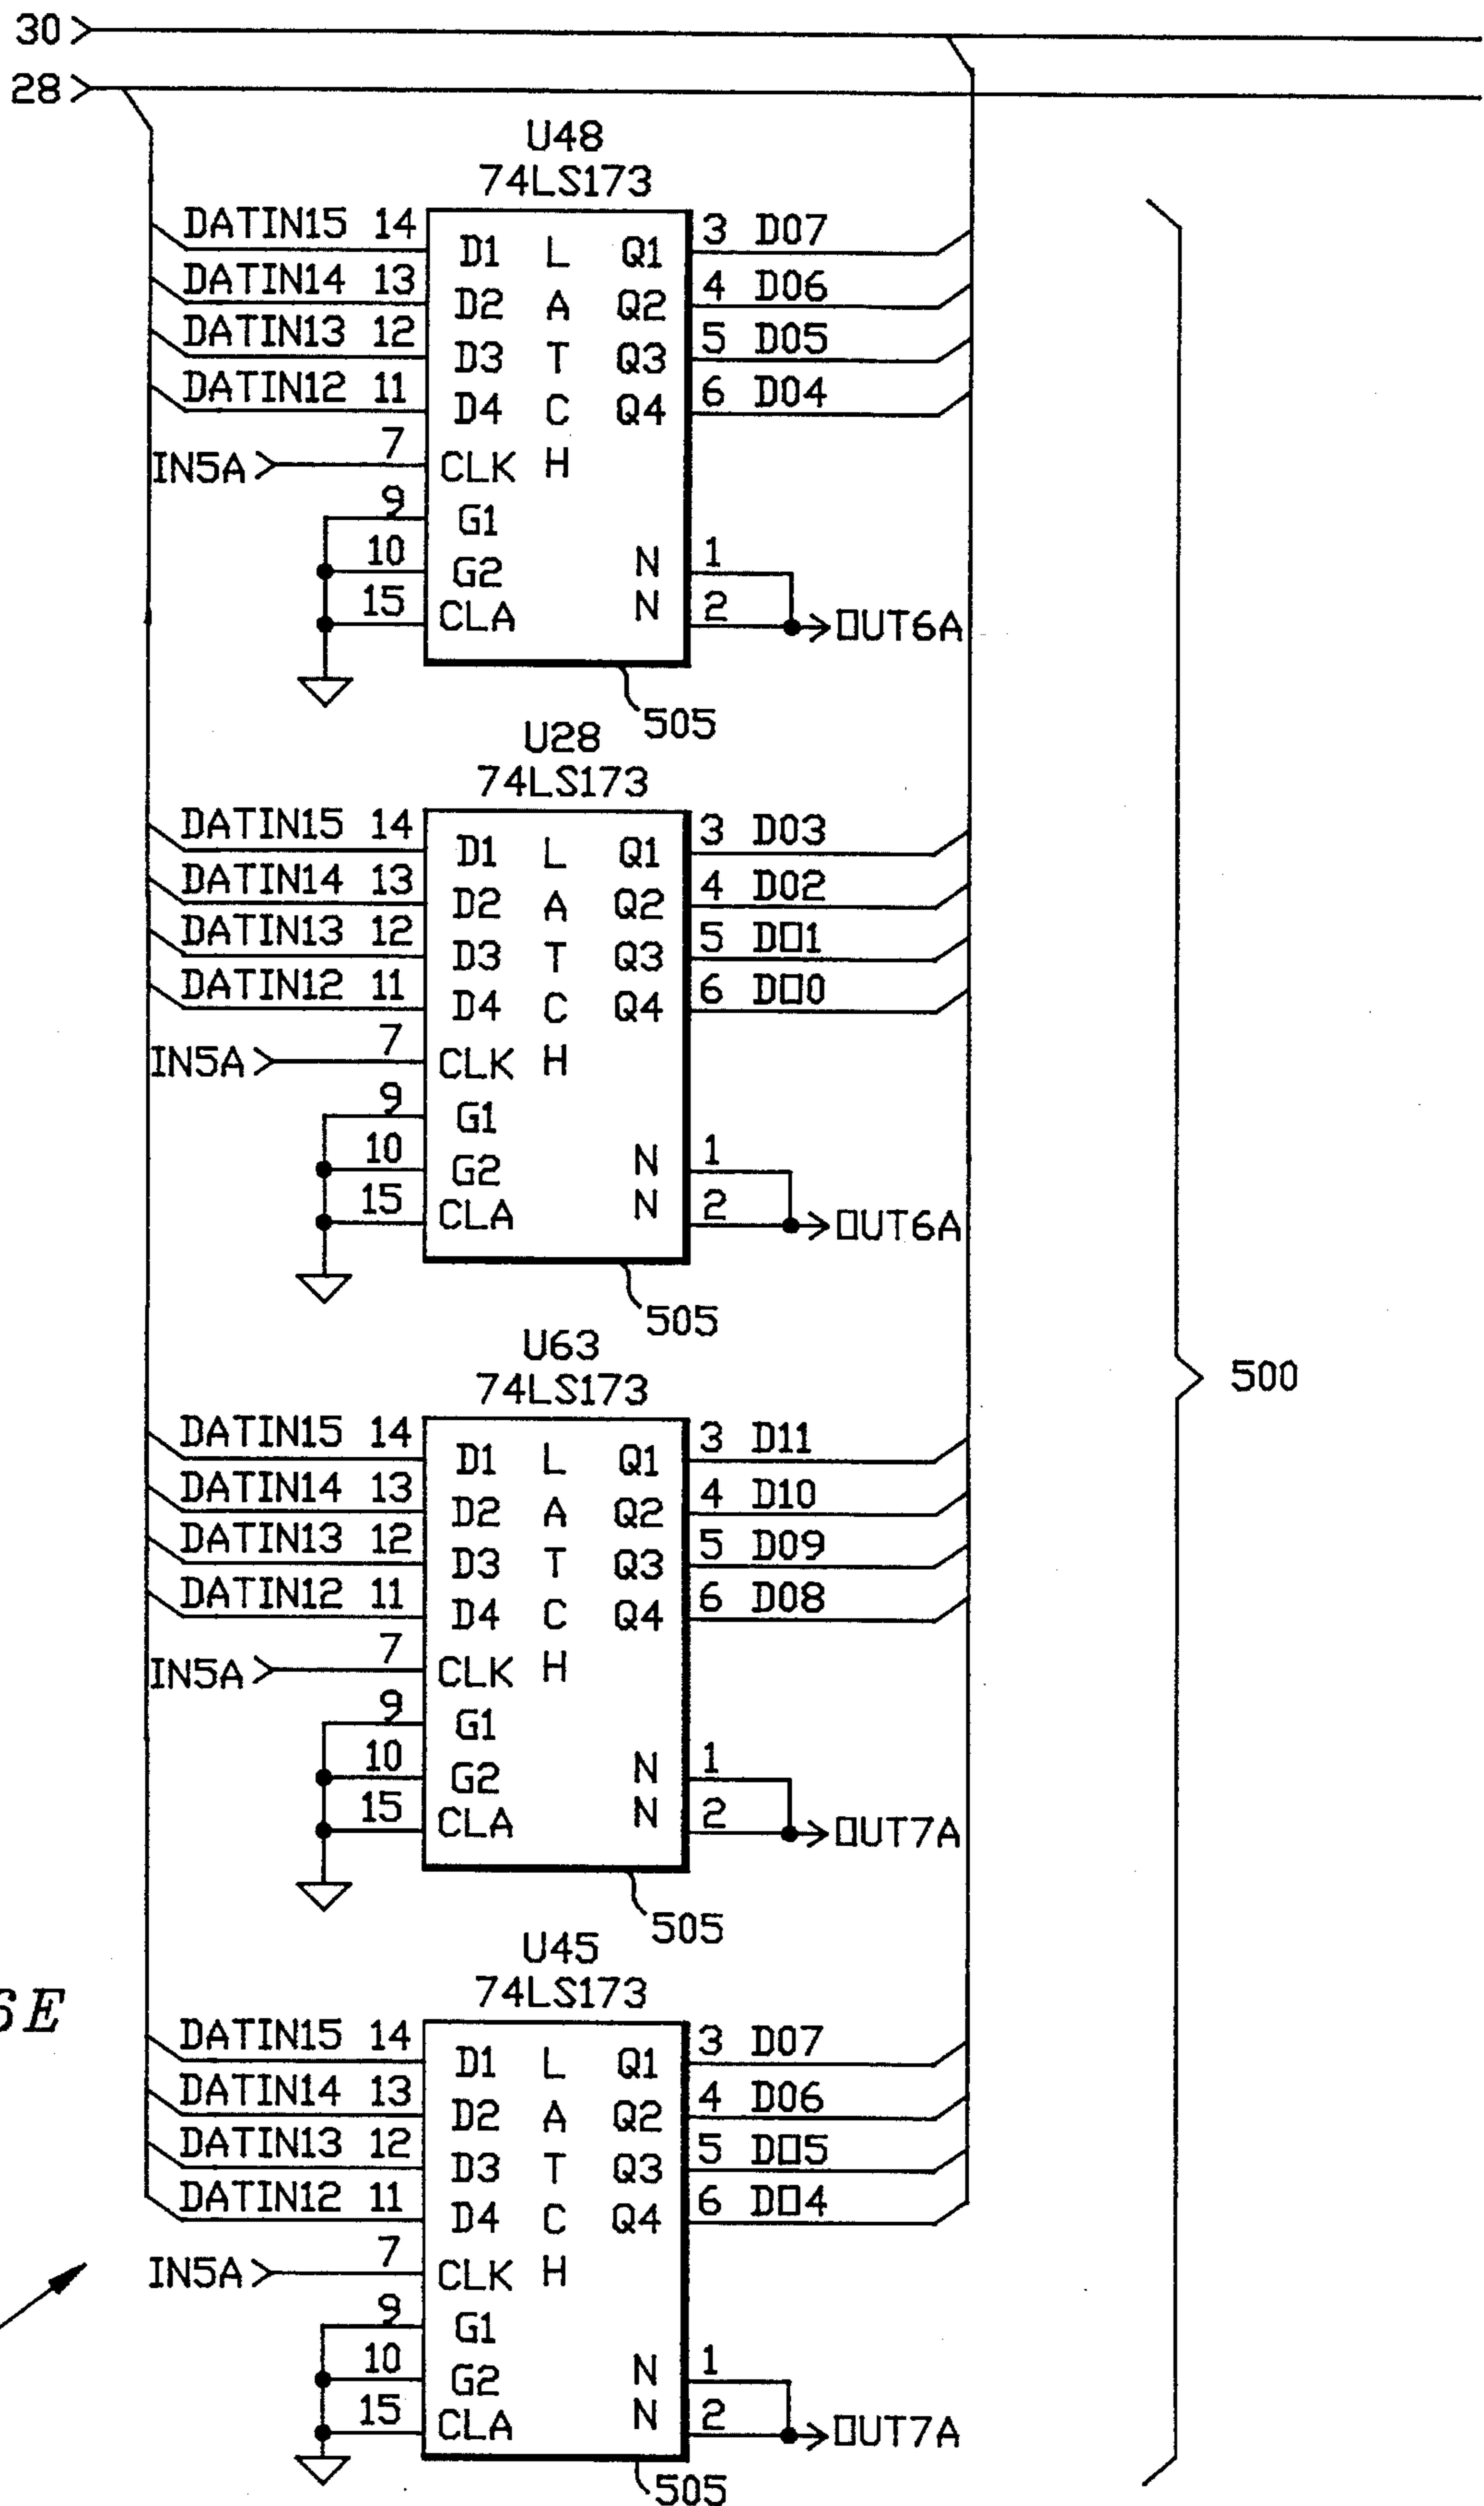 30
28
U48
74LS173
DATIN15 14 D1 L Q1 3 D07
DATIN14 13 D2 A Q2 4 D06
DATIN13 12 D3 T Q3 5 D05
DATIN12 11 D4 C Q4 6 D04
IN5A 7 CLK H
9 G1
10 G2 N 1
15 CLA N 2 OUT6A
505
U28
74LS173
DATIN15 14 D1 L Q1 3 D03
DATIN14 13 D2 A Q2 4 D02
DATIN13 12 D3 T Q3 5 DO1
DATIN12 11 D4 C Q4 6 DO0
IN5A 7 CLK H
9 G1
10 G2 N 1
15 CLA N 2 OUT6A
505
U63
74LS173
500
DATIN15 14 D1 L Q1 3 D11
DATIN14 13 D2 A Q2 4 D10
DATIN13 12 D3 T Q3 5 D09
DATIN12 11 D4 C Q4 6 D08
IN5A 7 CLK H
9 G1
10 G2 N 1
15 CLA N 2 OUT7A
505
U45
74LS173
6E
DATIN15 14 D1 L Q1 3 D07
DATIN14 13 D2 A Q2 4 D06
DATIN13 12 D3 T Q3 5 DO5
DATIN12 11 D4 C Q4 6 DO4
IN5A 7 CLK H
9 G1
10 G2 N 1
15 CLA N 2 OUT7A
505